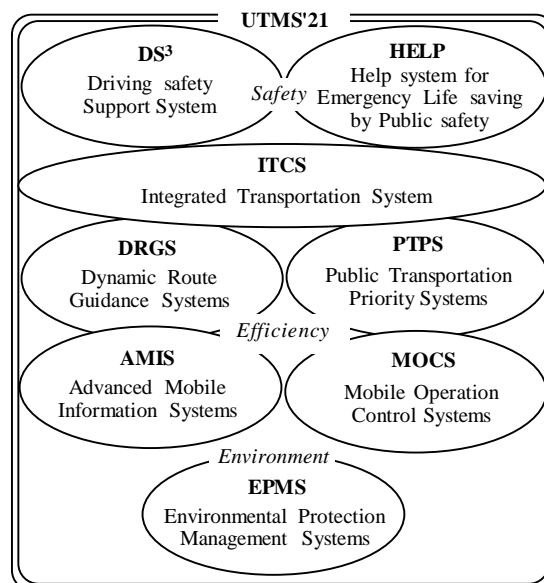 UTMS'21
DS³
Driving safety
Support System
HELP
Help system for
Emergency Life saving
by Public safety
Safety
ITCS
Integrated Transportation System
DRGS
Dynamic Route
Guidance Systems
PTPS
Public Transportation
Priority Systems
Efficiency
AMIS
Advanced Mobile
Information Systems
MOCS
Mobile Operation
Control Systems
Environment
EPMS
Environmental Protection
Management Systems